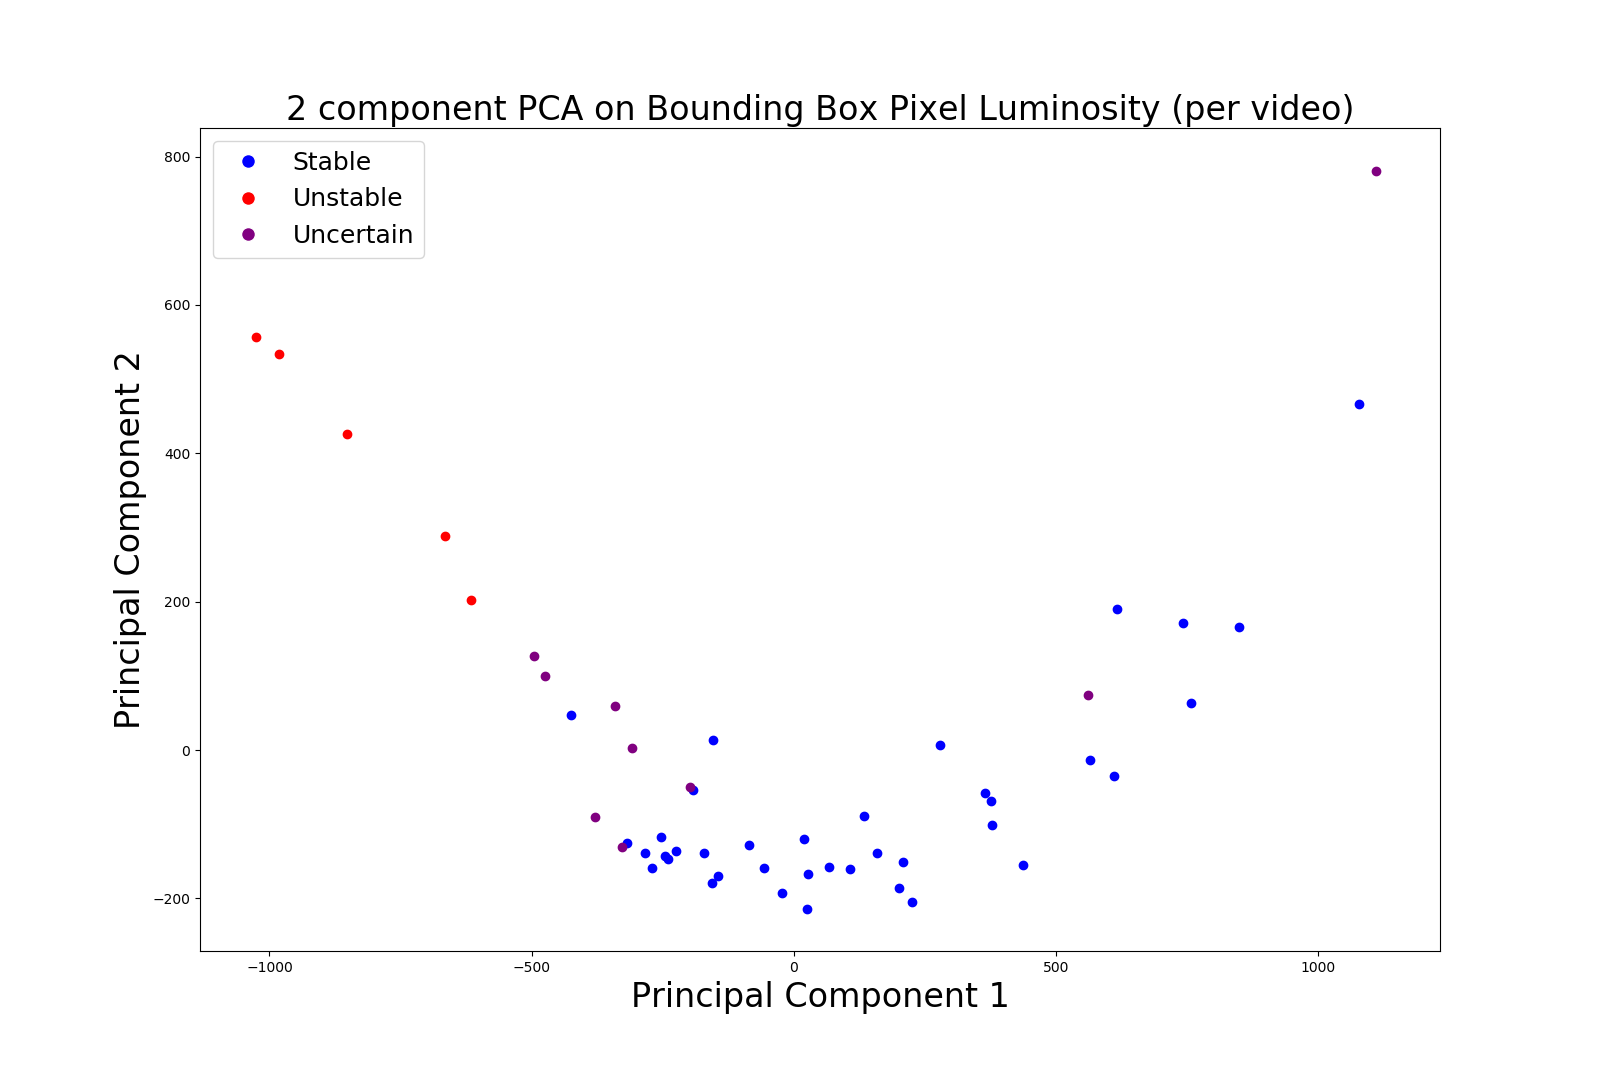 2 component PCA on Bounding Box Pixel Luminosity (per video)
Stable
Unstable
Uncertain
800
600
400
200
0
−200
Principal Component 2
−1000
−500
0
500
1000
Principal Component 1